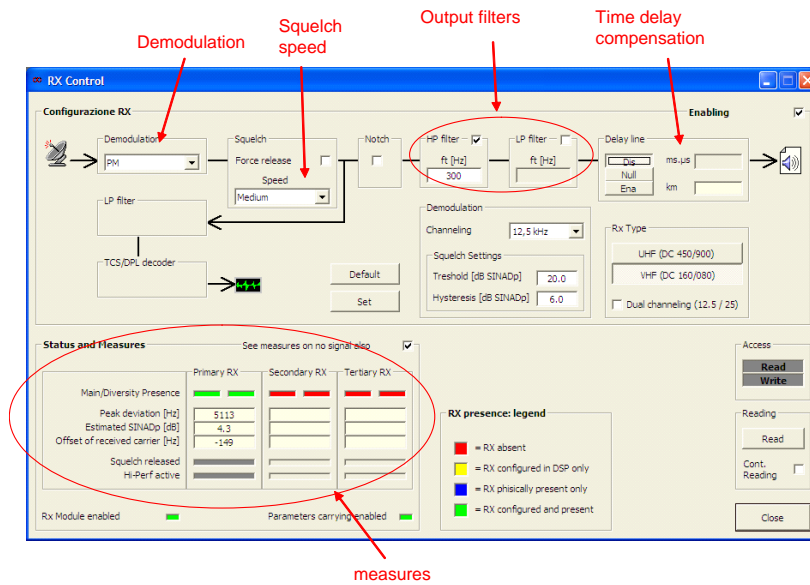 Demodulation
Squelch
speed
Output filters
Time delay
compensation
RX Control
Configurazione RX
Enabling
Demodulation
PM
Squelch
Force release
Speed
Medium
Notch
HP filter
ft [Hz]
300
LP filter
ft [Hz]
Delay line
Dis
Null
Ena
ms.µs
km
LP filter
TCS/DPL decoder
Default
Set
Demodulation
Channeling
12,5 kHz
Squelch Settings
Treshold [dB SINADp]
20.0
Hysteresis [dB SINADp]
6.0
Rx Type
UHF (DC 450/900)
VHF (DC 160/080)
Dual channeling (12.5 / 25)
Status and Measures
See measures on no signal also
Primary RX
Secondary RX
Tertiary RX
Main/Diversity Presence
Peak deviation [Hz]
5113
Estimated SINADp [dB]
4.3
Offset of received carrier [Hz]
-149
Squelch released
Hi-Perf active
Rx Module enabled
Parameters carrying enabled
RX presence: legend
= RX absent
= RX configured in DSP only
= RX phisically present only
= RX configured and present
Access
Read
Write
Reading
Read
Cont.
Reading
Close
measures